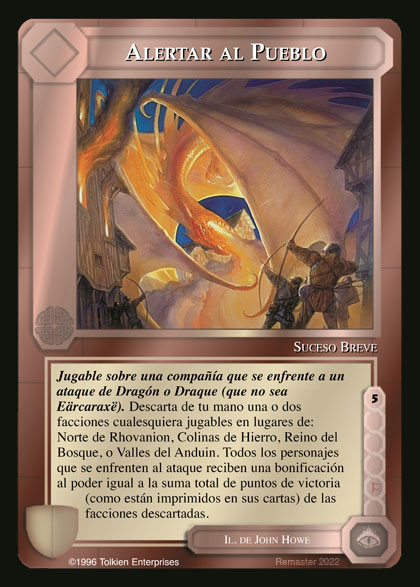 Alertar al Pueblo
Suceso Breve
Jugable sobre una compañía que se enfrente a un
ataque de Dragón o Draque (que no sea
Eärcaraxë). Descarta de tu mano una o dos
facciones cualesquiera jugables en lugares de:
Norte de Rhovanion, Colinas de Hierro, Reino del
Bosque, o Valles del Anduin. Todos los personajes
que se enfrenten al ataque reciben una bonificación
al poder igual a la suma total de puntos de victoria
(como están imprimidos en sus cartas) de las
facciones descartadas.
5
Il. de John Howe
©1996 Tolkien Enterprises
Remaster 2022